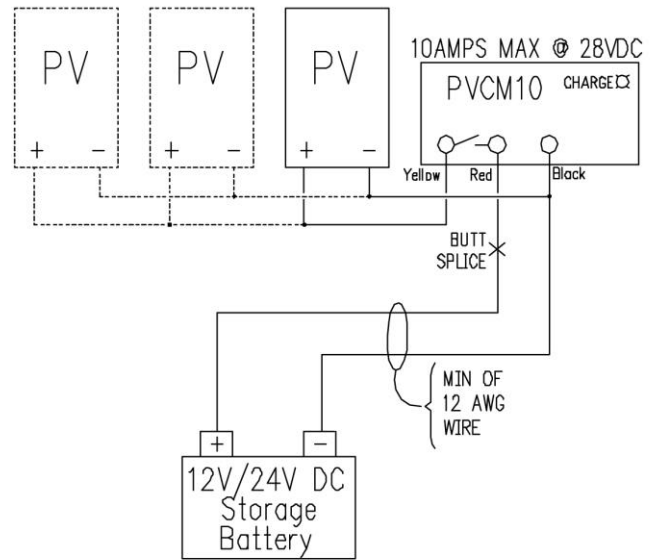 PV
+ -
PV
+ -
PV
+ -
10AMPS MAX @ 28VDC
PVCM10
CHARGE
Yellow
Red
Black
BUTT
SPLICE
MIN OF
12 AWG
WIRE
+ -
12V/24V DC
Storage
Battery